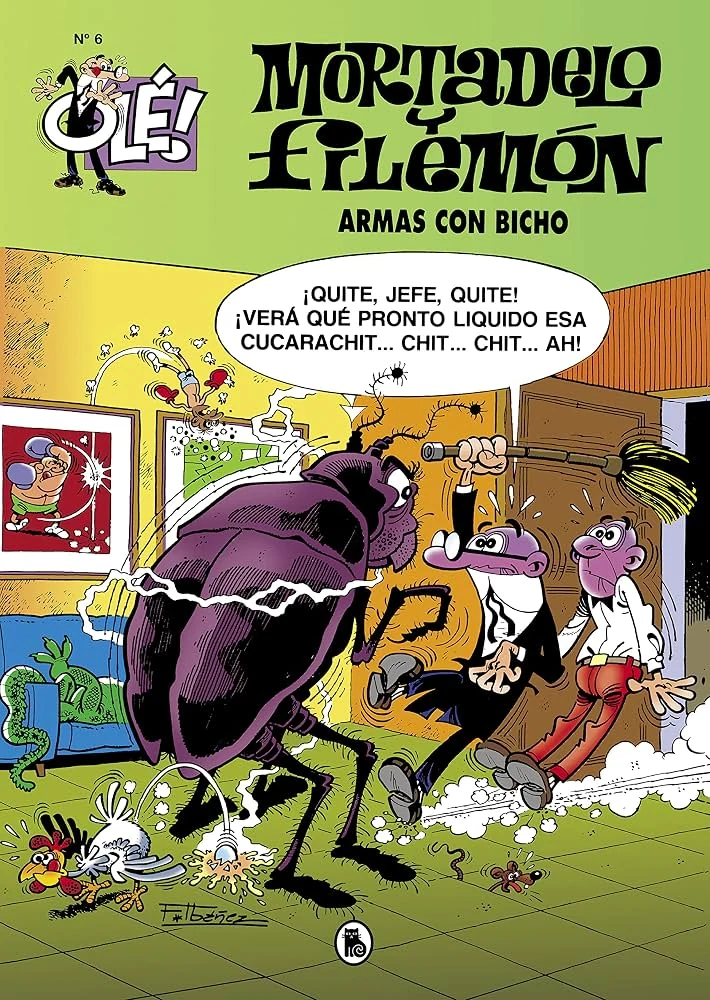 Nº 6
OLÉ!
MORTADELO
Y
FILEMÓN
ARMAS CON BICHO
¡QUITE, JEFE, QUITE!
¡VERÁ QUÉ PRONTO LIQUIDO ESA
CUCARACHIT... CHIT... CHIT... AH!
F. Ibáñez